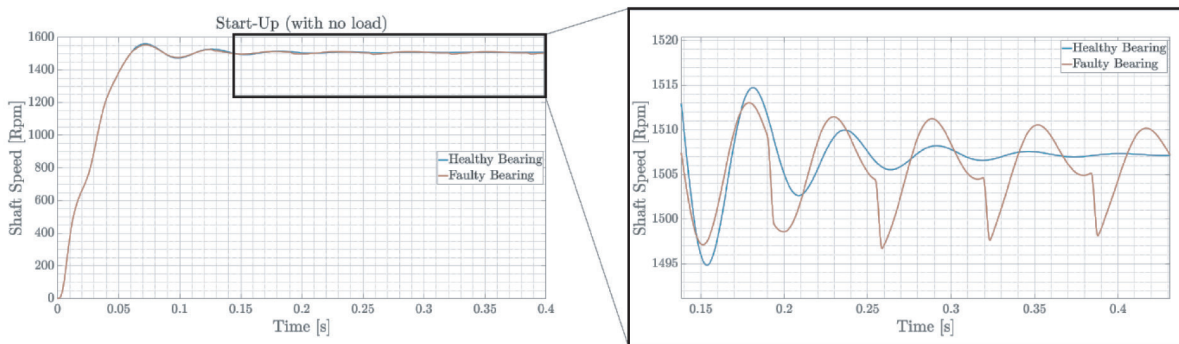 Start-Up (with no load)
1600
1400
1200
1000
800
600
400
200
0
Shaft Speed [Rpm]
Healthy Bearing
Faulty Bearing
0 0.05 0.1 0.15 0.2 0.25 0.3 0.35 0.4
Time [s]
1520
1515
1510
1505
1500
1495
Shaft Speed [Rpm]
Healthy Bearing
Faulty Bearing
0.15 0.2 0.25 0.3 0.35 0.4
Time [s]